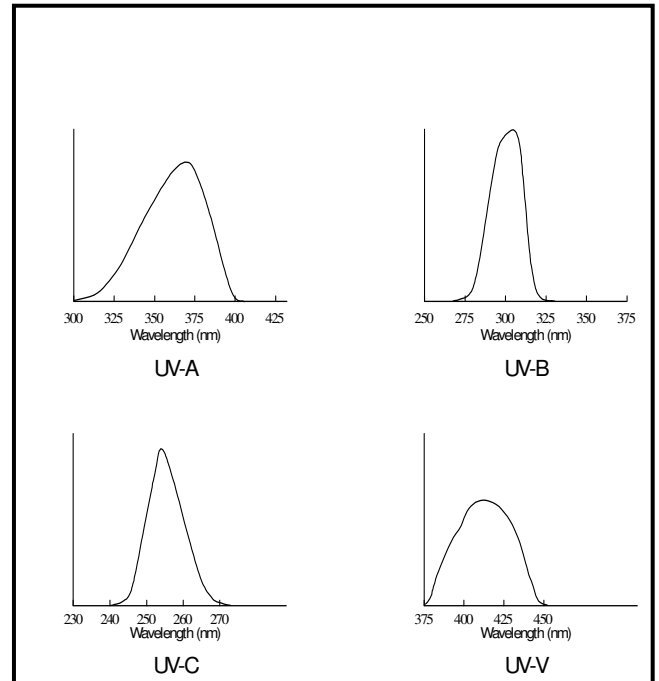 300 325 350 375 400 425
Wavelength (nm)
UV-A
250 275 300 325 350 375
Wavelength (nm)
UV-B
230 240 250 260 270
Wavelength (nm)
UV-C
375 400 425 450
Wavelength (nm)
UV-V